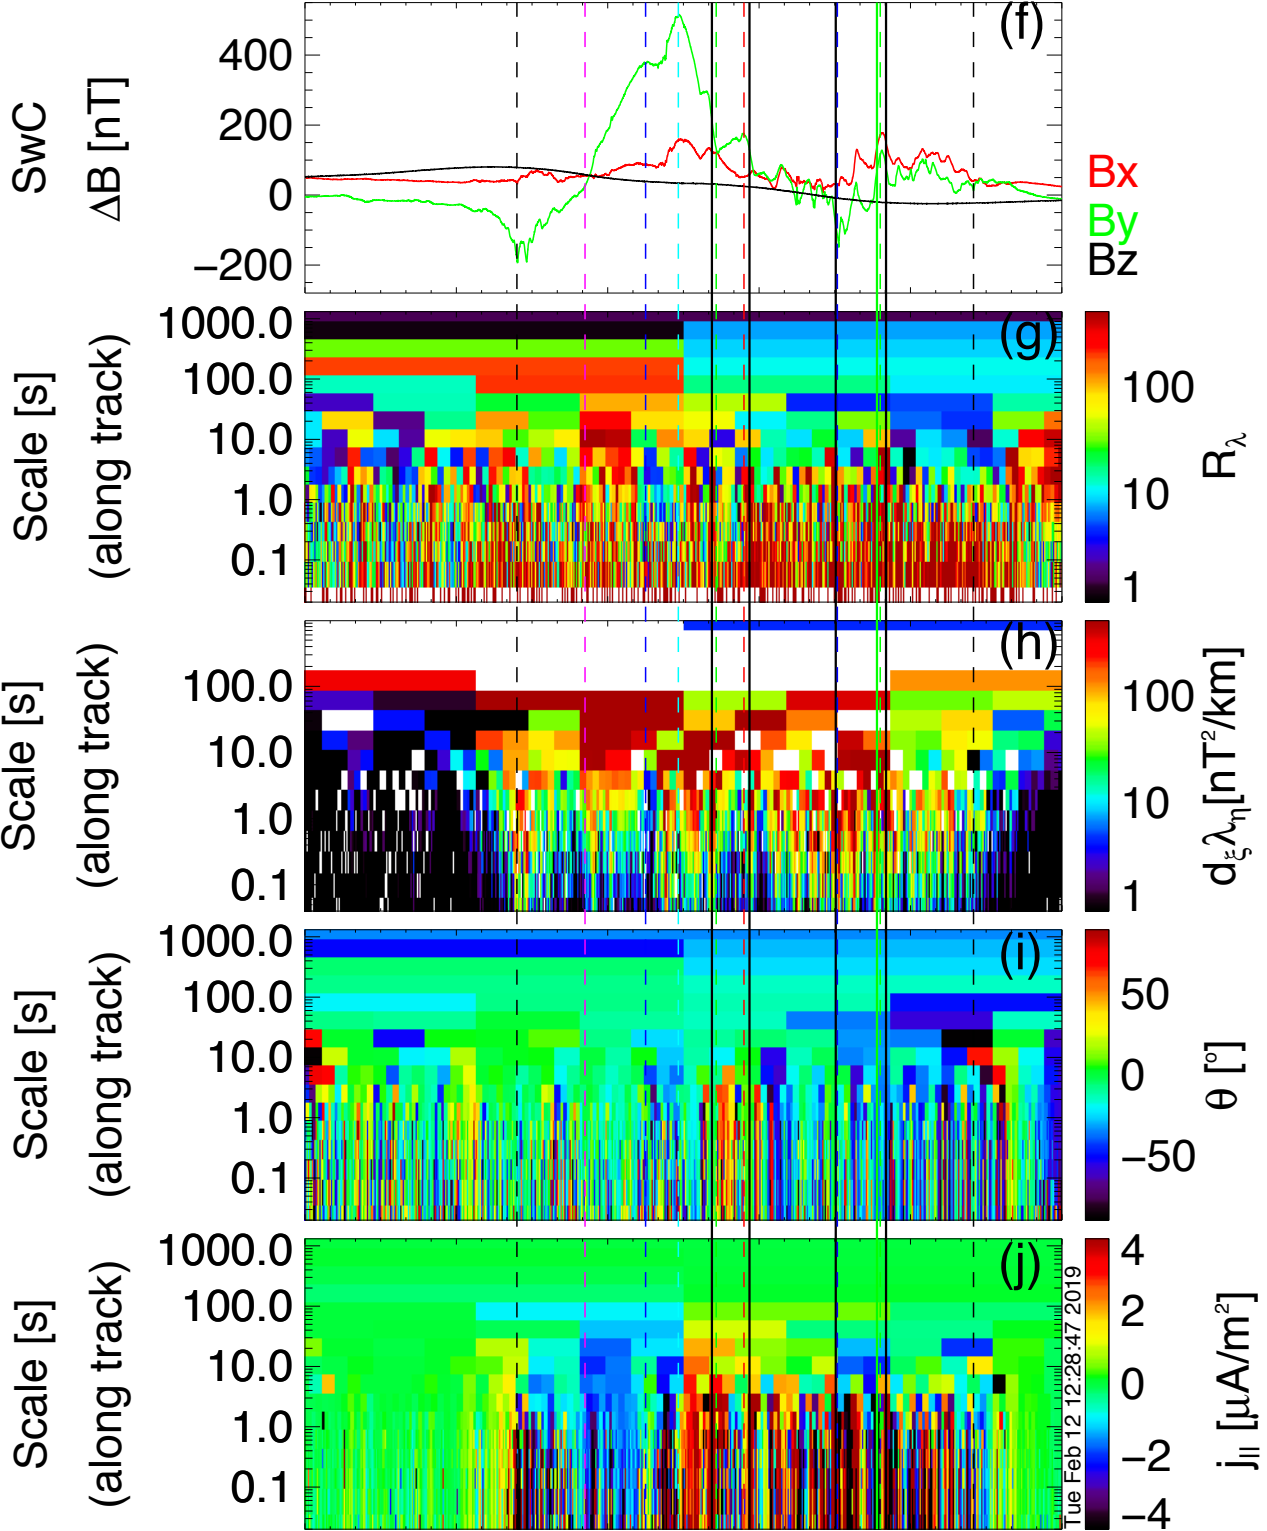 (f)
SwC
ΔB [nT]
400
200
0
−200
Bx
By
Bz
(g)
Scale [s]
(along track)
1000.0
100.0
10.0
1.0
0.1
100
10
1
Rλ
(h)
Scale [s]
(along track)
100.0
10.0
1.0
0.1
100
10
1
dξλη[nT²/km]
(i)
Scale [s]
(along track)
1000.0
100.0
10.0
1.0
0.1
50
0
−50
θ [º]
(j)
Scale [s]
(along track)
1000.0
100.0
10.0
1.0
0.1
4
2
0
−2
−4
j|| [μA/m²]
Tue Feb 12 12:28:47 2019